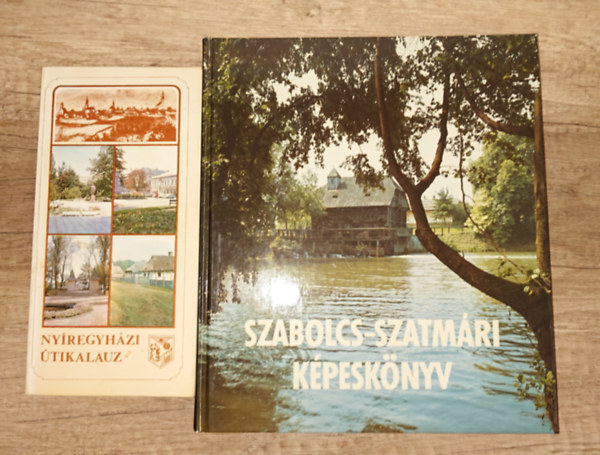 NYÍREGYHÁZI
ÚTIKALAUZ
SZABOLCS-SZATMÁRI
KÉPESKÖNYV